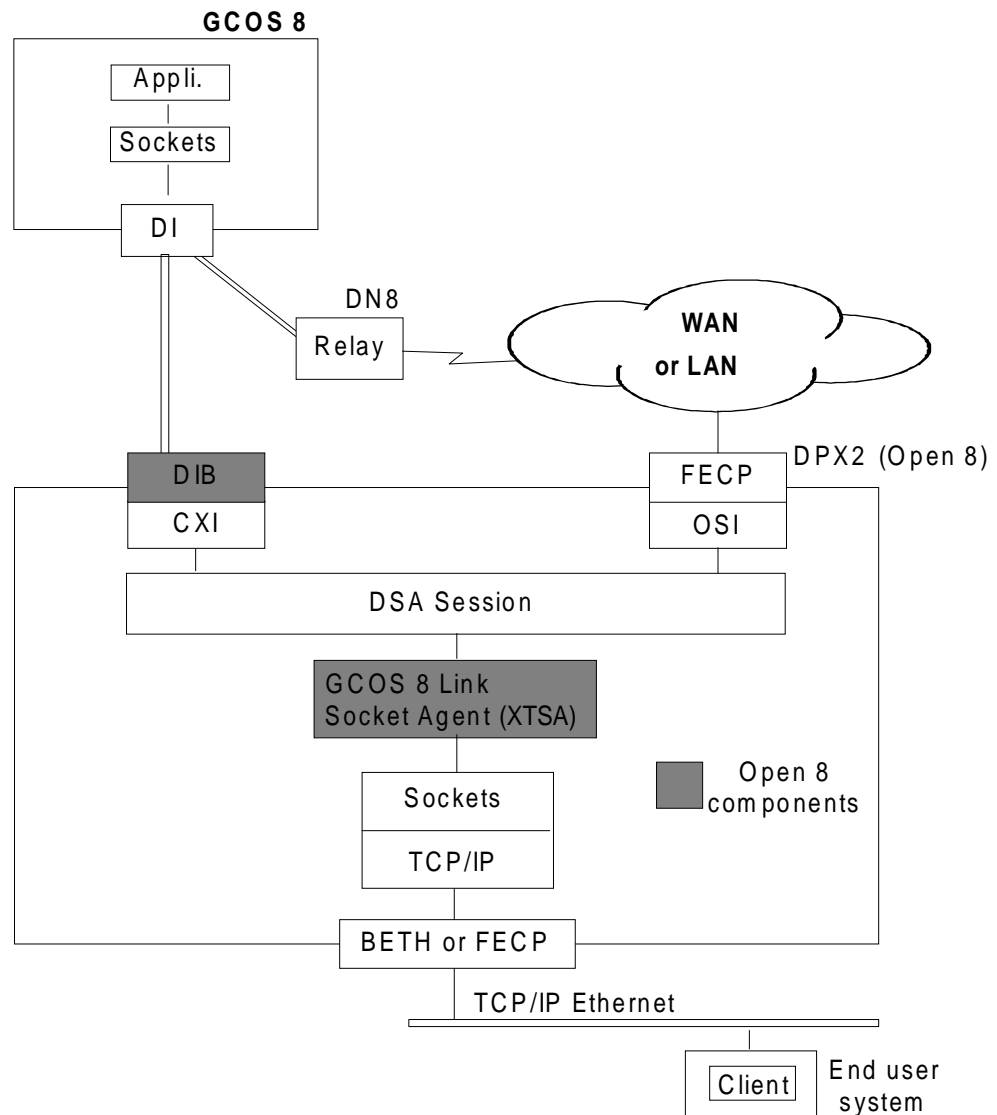 GCOS 8
Appli.
Sockets
DI
DN8
Relay
WAN
or LAN
DIB
CXI
FECP
OSI
DPX2 (Open 8)
DSA Session
GCOS 8 Link
Socket Agent (XTSA)
Sockets
TCP/IP
Open 8
components
BETH or FECP
TCP/IP Ethernet
Client
End user
system